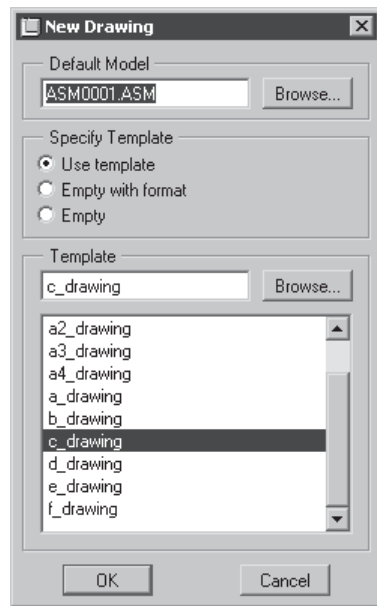 New Drawing
Default Model
ASM0001.ASM Browse...
Specify Template
Use template
Empty with format
Empty
Template
c_drawing Browse...
a2_drawing
a3_drawing
a4_drawing
a_drawing
b_drawing
c_drawing
d_drawing
e_drawing
f_drawing
OK Cancel